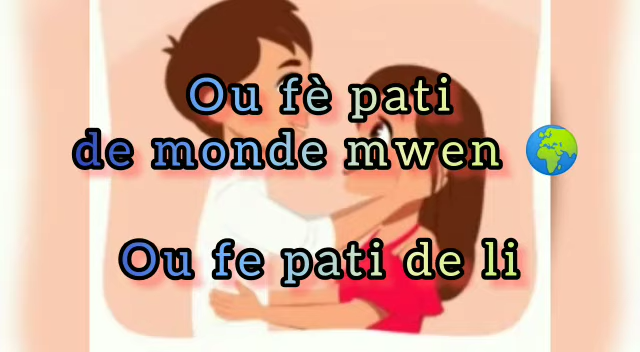 Ou fè pati
de monde mwen 🌍
Ou fe pati de li